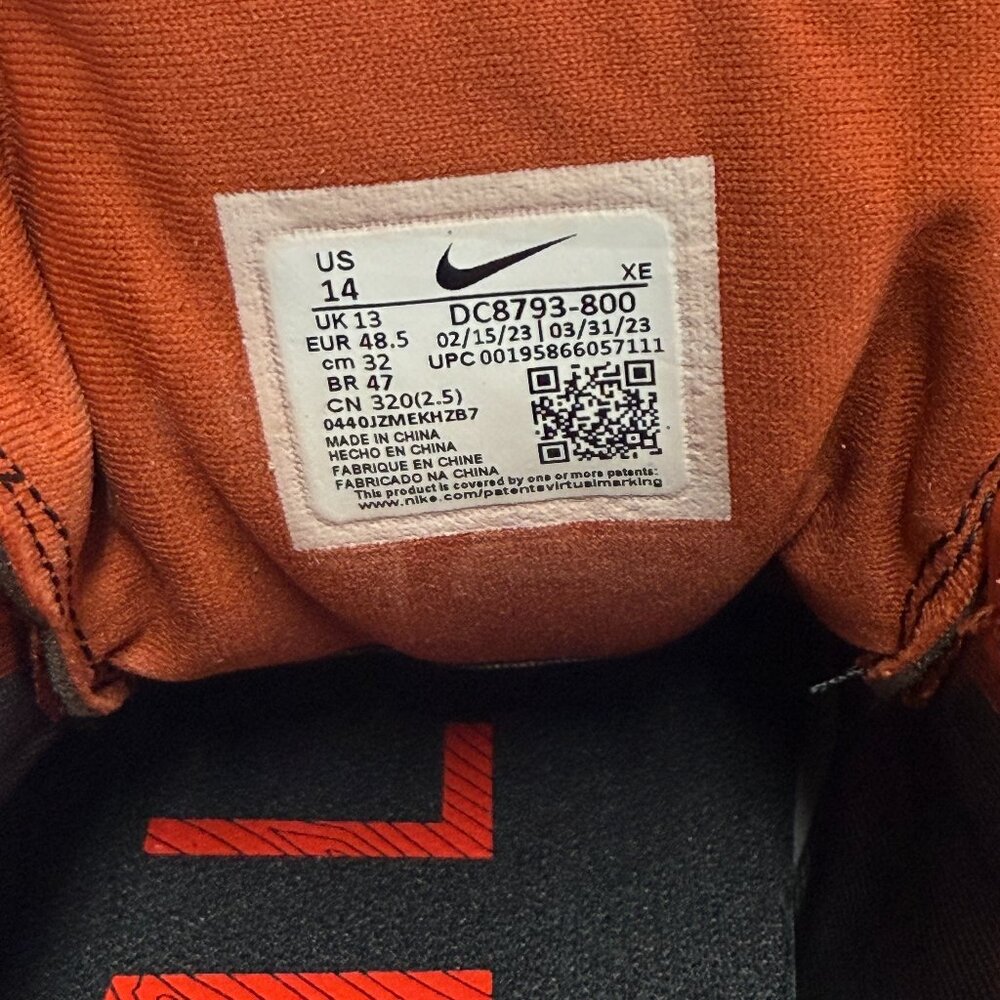 US
14
XE
UK 13
EUR 48.5
cm 32
BR 47
CN 320(2.5)
0440JZMEKHZB7
DC8793-800
02/15/23 | 03/31/23
UPC 00195866057111
MADE IN CHINA
HECHO EN CHINA
FABRIQUE EN CHINE
FABRICADO NA CHINA
This product is covered by one or more patents:
www.nike.com/patentsvirtualmarking